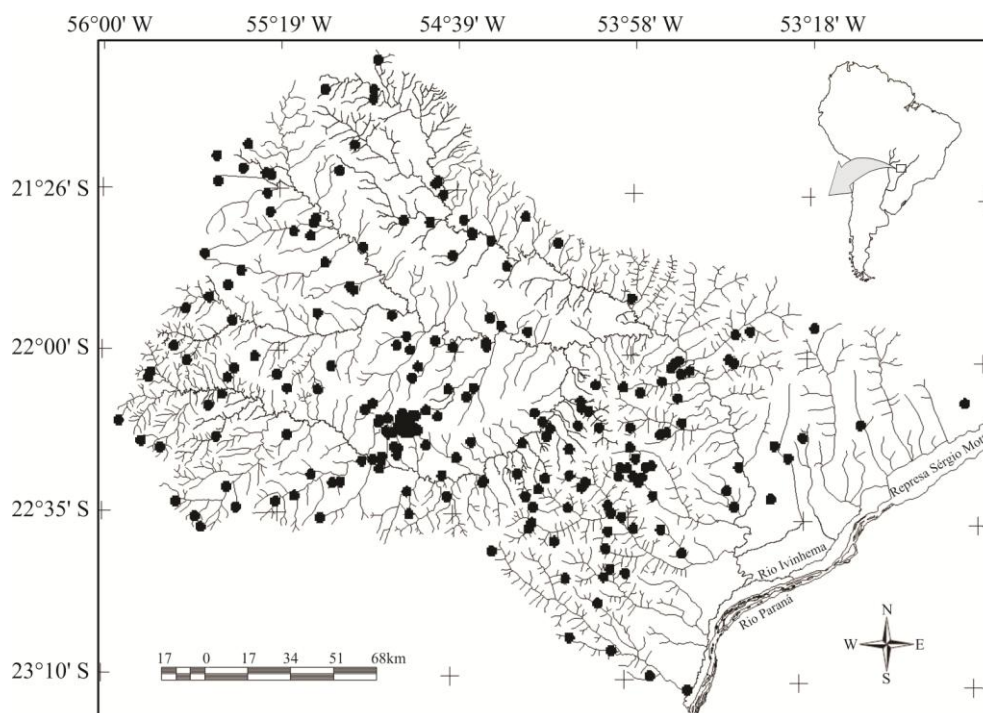 56°00' W 55°19' W 54°39' W 53°58' W 53°18' W
21°26' S
22°00' S
22°35' S
23°10' S
Represa Sérgio Mot
Rio Ivinhema
Rio Paraná
17 0 17 34 51 68km
N
W E
S